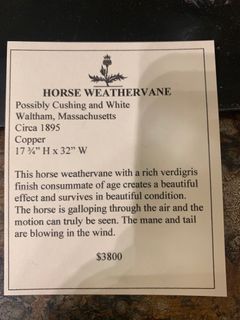 HORSE WEATHERVANE
Possibly Cushing and White
Waltham, Massachusetts
Circa 1895
Copper
17 ¾" H x 32" W
This horse weathervane with a rich verdigris
finish consummate of age creates a beautiful
effect and survives in beautiful condition.
The horse is galloping through the air and the
motion can truly be seen. The mane and tail
are blowing in the wind.
$3800